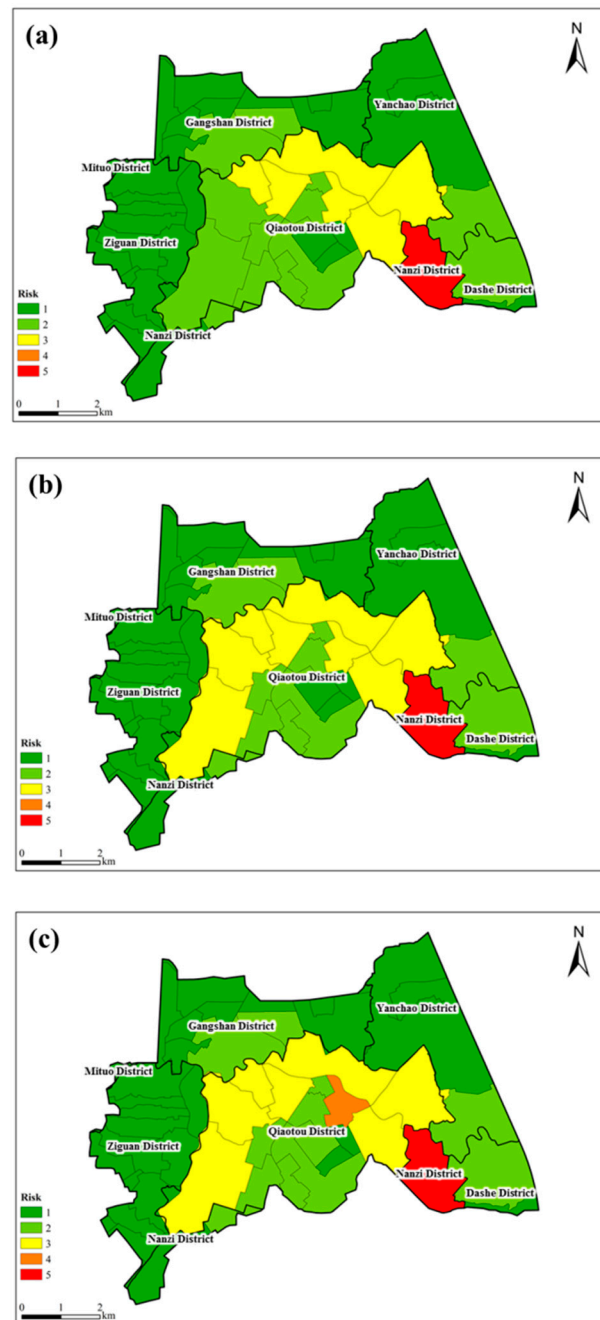 (a)
N
Yanchao District
Gangshan District
Mituo District
Qiaotou District
Ziguan District
Nanzi District
Dashe District
Nanzi District
Risk
1
2
3
4
5
0 1 2
km
(b)
N
Yanchao District
Gangshan District
Mituo District
Qiaotou District
Ziguan District
Nanzi District
Dashe District
Nanzi District
Risk
1
2
3
4
5
0 1 2
km
(c)
N
Yanchao District
Gangshan District
Mituo District
Qiaotou District
Ziguan District
Nanzi District
Dashe District
Nanzi District
Risk
1
2
3
4
5
0 1 2
km